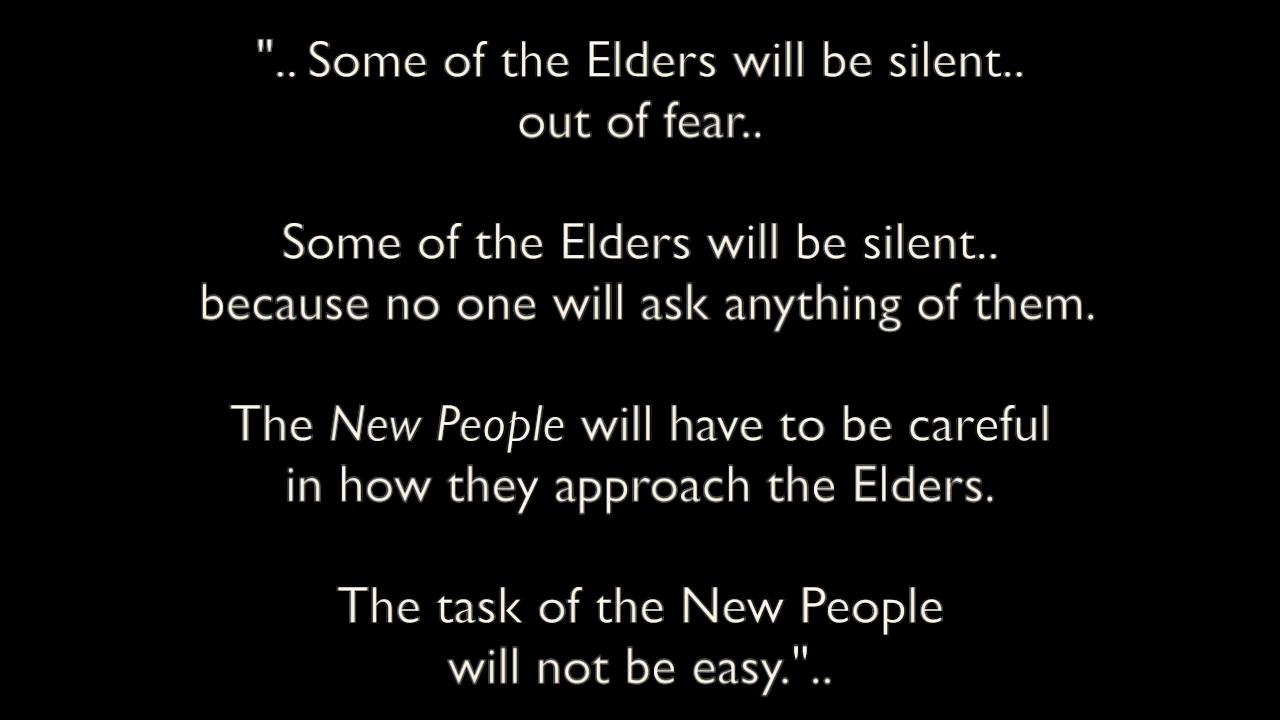 ".. Some of the Elders will be silent..
out of fear..
Some of the Elders will be silent..
because no one will ask anything of them.
The New People will have to be careful
in how they approach the Elders.
The task of the New People
will not be easy."..